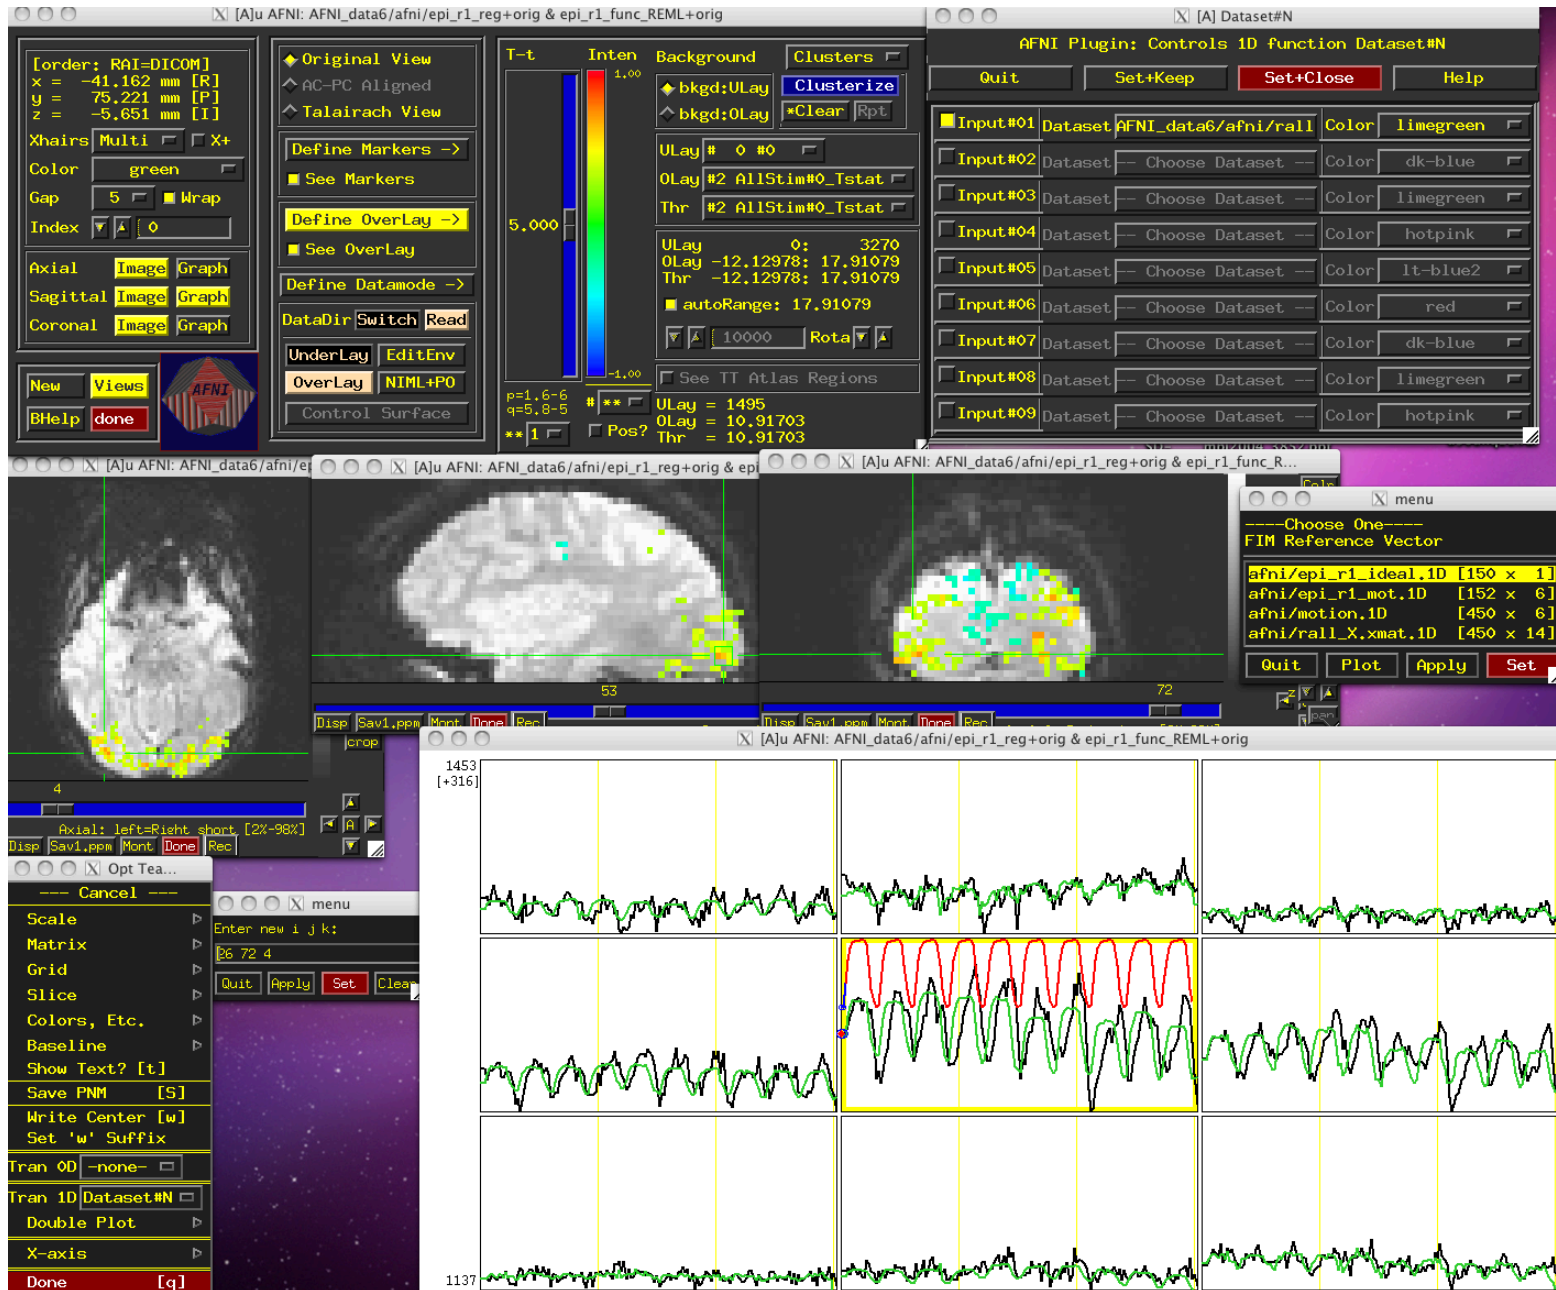 [A]u AFNI: AFNI_data6/afni/epi_r1_reg+orig & epi_r1_func_REML+orig
[order: RAI=DICOM]
x = -41.162 mm [R]
y = 75.221 mm [P]
z = -5.651 mm [I]
Xhairs Multi X+
Color green
Gap 5 Wrap
Index 0
Axial Image Graph
Sagittal Image Graph
Coronal Image Graph
New Views
BHelp done
AFNI
Original View
AC-PC Aligned
Talairach View
Define Markers ->
See Markers
Define OverLay ->
See OverLay
Define Datamode ->
DataDir Switch Read
UnderLay EditEnv
OverLay NIML+PO
Control Surface
T-t Inten
1.00
5.000
-1.00
p=1.6-6
q=5.8-5
# **
** 1 Pos?
Background Clusters
bkgd:ULay Clusterize
bkgd:OLay *Clear Rpt
ULay # 0 #0
OLay #2 AllStim#0_Tstat
Thr #2 AllStim#0_Tstat
ULay 0: 3270
OLay -12.12978: 17.91079
Thr -12.12978: 17.91079
autoRange: 17.91079
10000 Rota
See TT Atlas Regions
ULay = 1495
OLay = 10.91703
Thr = 10.91703
[A] Dataset#N
AFNI Plugin: Controls 1D function Dataset#N
Quit Set+Keep Set+Close Help
Input#01 Dataset AFNI_data6/afni/rall Color limegreen
Input#02 Dataset -- Choose Dataset -- Color dk-blue
Input#03 Dataset -- Choose Dataset -- Color limegreen
Input#04 Dataset -- Choose Dataset -- Color hotpink
Input#05 Dataset -- Choose Dataset -- Color lt-blue2
Input#06 Dataset -- Choose Dataset -- Color red
Input#07 Dataset -- Choose Dataset -- Color dk-blue
Input#08 Dataset -- Choose Dataset -- Color limegreen
Input#09 Dataset -- Choose Dataset -- Color hotpink
[A]u AFNI: AFNI_data6/afni/ep
4
Axial: left=Right short [2%-98%]
Disp Sav1.ppm Mont Done Rec
crop
A
[A]u AFNI: AFNI_data6/afni/epi_r1_reg+orig & epi
53
Disp Sav1.ppm Mont Done Rec
[A]u AFNI: AFNI_data6/afni/epi_r1_reg+orig & epi_r1_func_R...
72
Disp Sav1.ppm Mont Done Rec
Colr
z
pan
menu
----Choose One----
FIM Reference Vector
afni/epi_r1_ideal.1D [150 x 1]
afni/epi_r1_mot.1D [152 x 6]
afni/motion.1D [450 x 6]
afni/rall_X.xmat.1D [450 x 14]
Quit Plot Apply Set
Opt Tea...
--- Cancel ---
Scale
Matrix
Grid
Slice
Colors, Etc.
Baseline
Show Text? [t]
Save PNM [S]
Write Center [w]
Set 'w' Suffix
Tran 0D -none-
Tran 1D Dataset#N
Double Plot
X-axis
Done [q]
menu
Enter new i j k:
26 72 4
Quit Apply Set Clear
[A]u AFNI: AFNI_data6/afni/epi_r1_reg+orig & epi_r1_func_REML+orig
1453
[+316]
1137